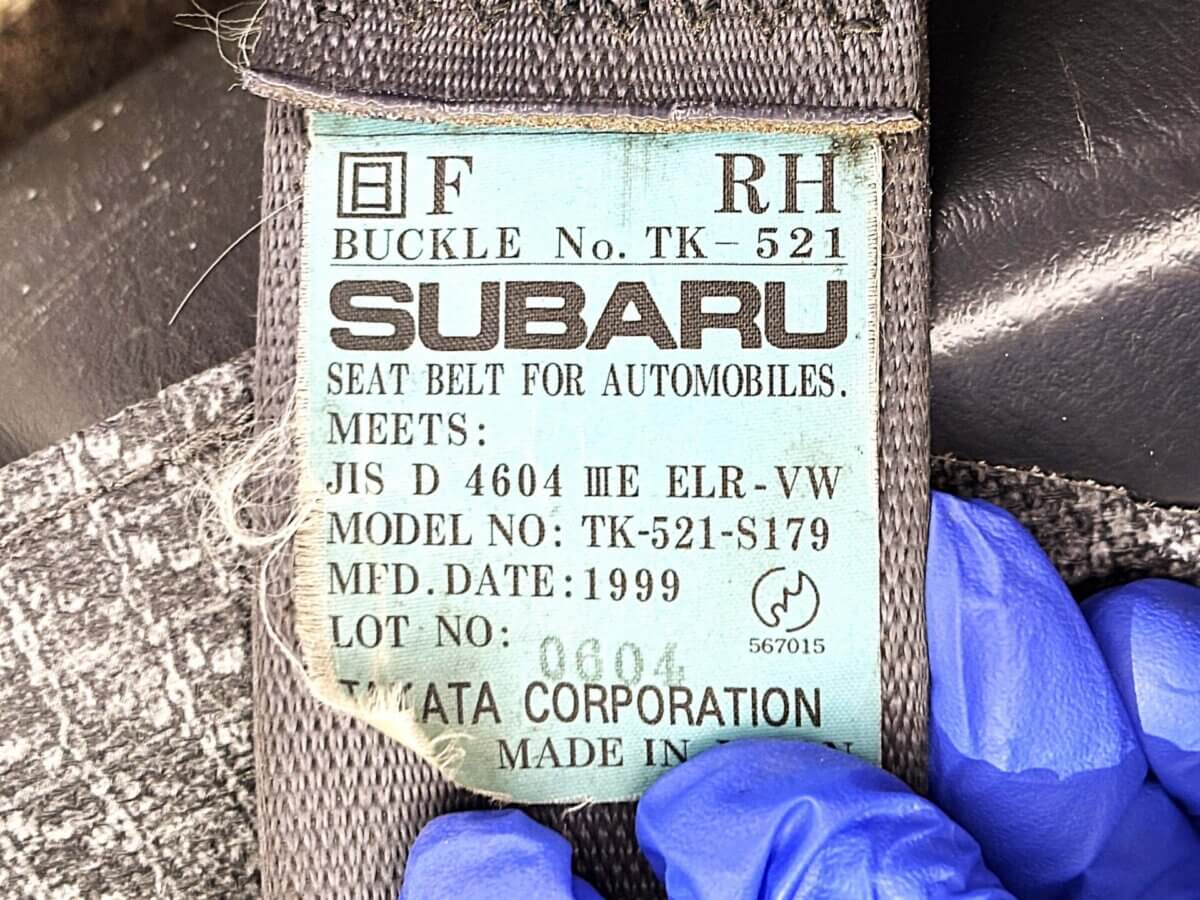 日 F RH
BUCKLE No. TK-521
SUBARU
SEAT BELT FOR AUTOMOBILES.
MEETS:
JIS D 4604 ⅢE ELR-VW
MODEL NO: TK-521-S179
MFD. DATE: 1999
567015
LOT NO: 0604
TAKATA CORPORATION
MADE IN